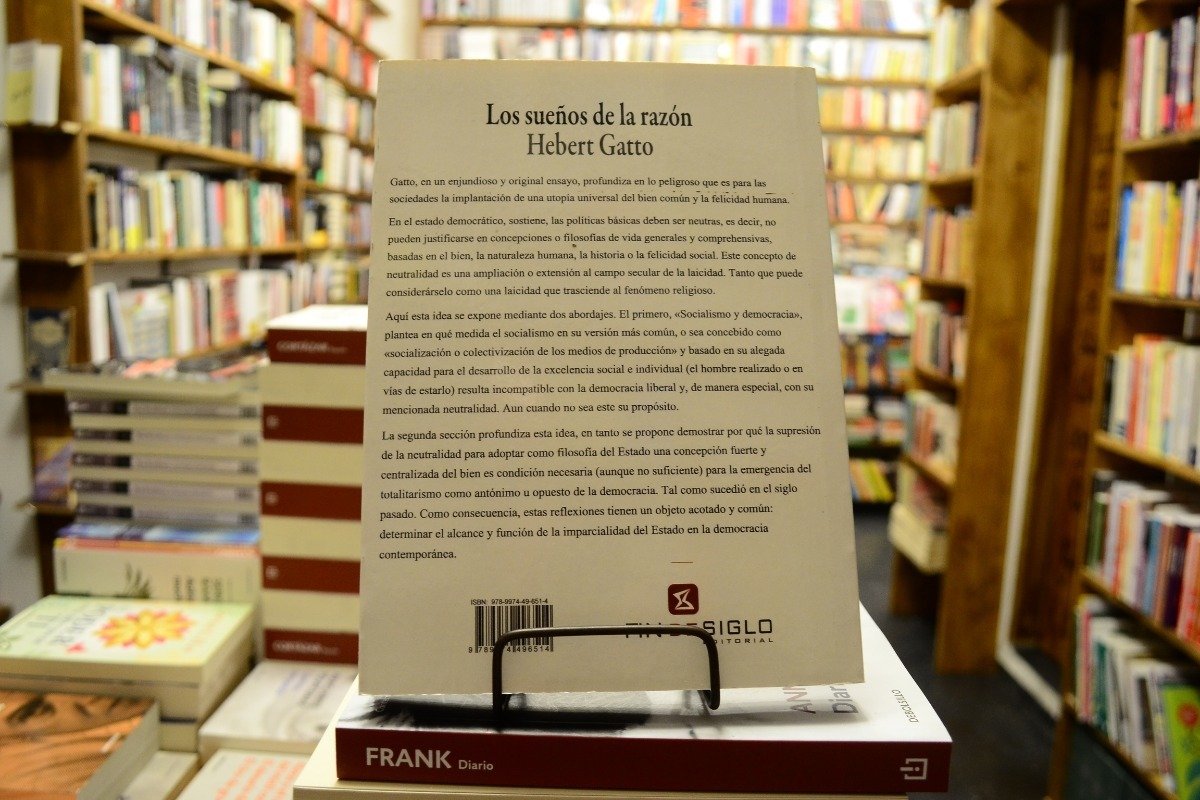 Los sueños de la razón
Hebert Gatto
Gatto, en un enjundioso y original ensayo, profundiza en lo peligroso que es para las
sociedades la implantación de una utopía universal del bien común y la felicidad humana.
En el estado democrático, sostiene, las políticas básicas deben ser neutras, es decir, no
pueden justificarse en concepciones o filosofías de vida generales y comprehensivas,
basadas en el bien, la naturaleza humana, la historia o la felicidad social. Este concepto de
neutralidad es una ampliación o extensión al campo secular de la laicidad. Tanto que puede
considerárselo como una laicidad que trasciende al fenómeno religioso.
Aquí esta idea se expone mediante dos abordajes. El primero, «Socialismo y democracia»,
plantea en qué medida el socialismo en su versión más común, o sea concebido como
«socialización o colectivización de los medios de producción» y basado en su alegada
capacidad para el desarrollo de la excelencia social e individual (el hombre realizado o en
vías de estarlo) resulta incompatible con la democracia liberal y, de manera especial, con su
mencionada neutralidad. Aun cuando no sea este su propósito.
La segunda sección profundiza esta idea, en tanto se propone demostrar por qué la supresión
de la neutralidad para adoptar como filosofía del Estado una concepción fuerte y
centralizada del bien es condición necesaria (aunque no suficiente) para la emergencia del
totalitarismo como antónimo u opuesto de la democracia. Tal como sucedió en el siglo
pasado. Como consecuencia, estas reflexiones tienen un objeto acotado y común:
determinar el alcance y función de la imparcialidad del Estado en la democracia
contemporánea.
ISBN: 978-9974-49-651-4
9 789974 496514
FIN DE SIGLO
EDITORIAL
CORTÁZAR
DEBOLSILLO
FRANK Diario